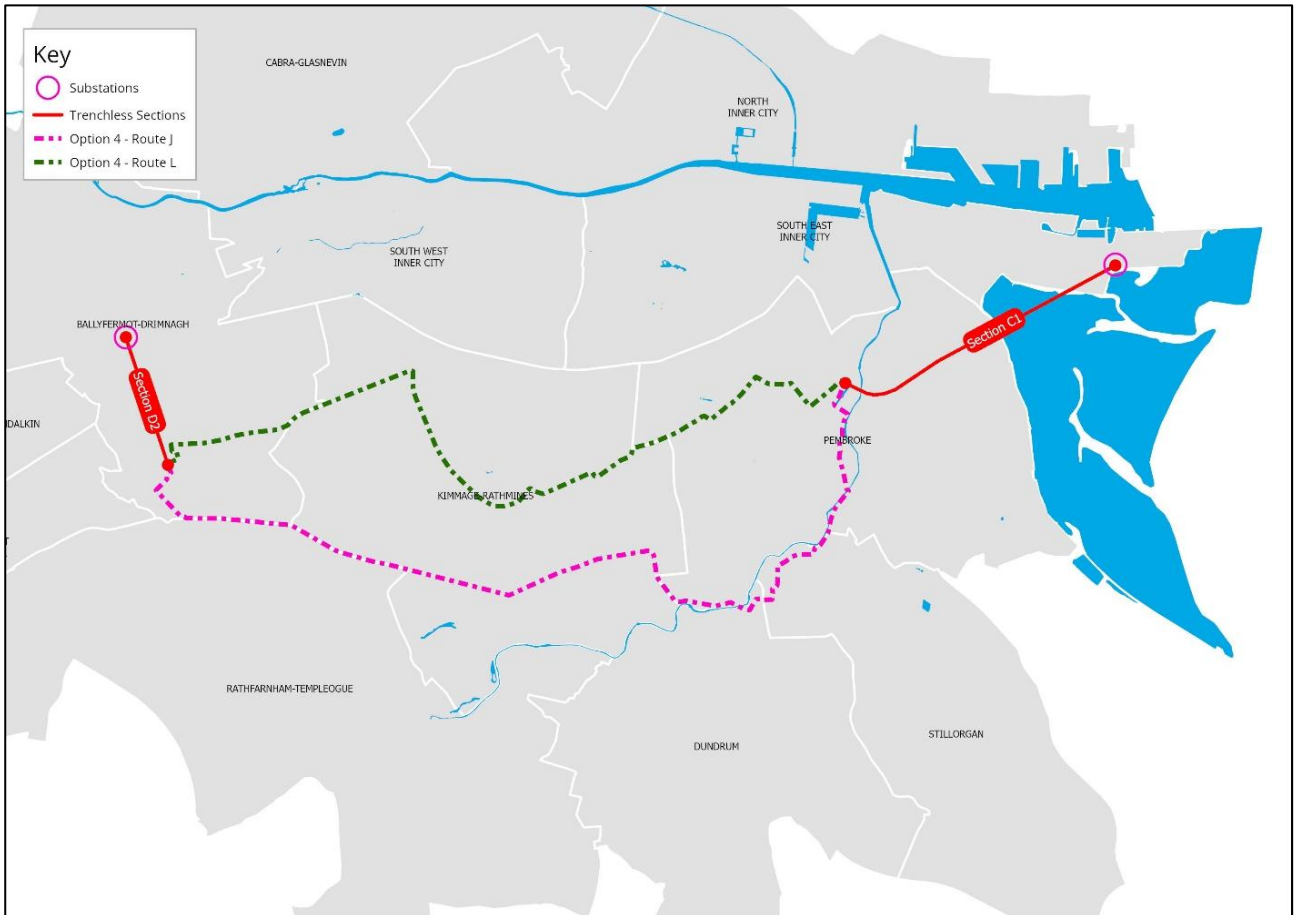 Key
Substations
Trenchless Sections
Option 4 - Route J
Option 4 - Route L
CABRA-GLASNEVIN
NORTH
INNER CITY
SOUTH EAST
INNER CITY
SOUTH WEST
INNER CITY
BALLYFERMOT-DRIMNAGH
Section C1
Section D2
DALKIN
PEMBROKE
KIMMAGE-RATHMINES
RATHFARNHAM-TEMPLEOGUE
STILLORGAN
DUNDRUM